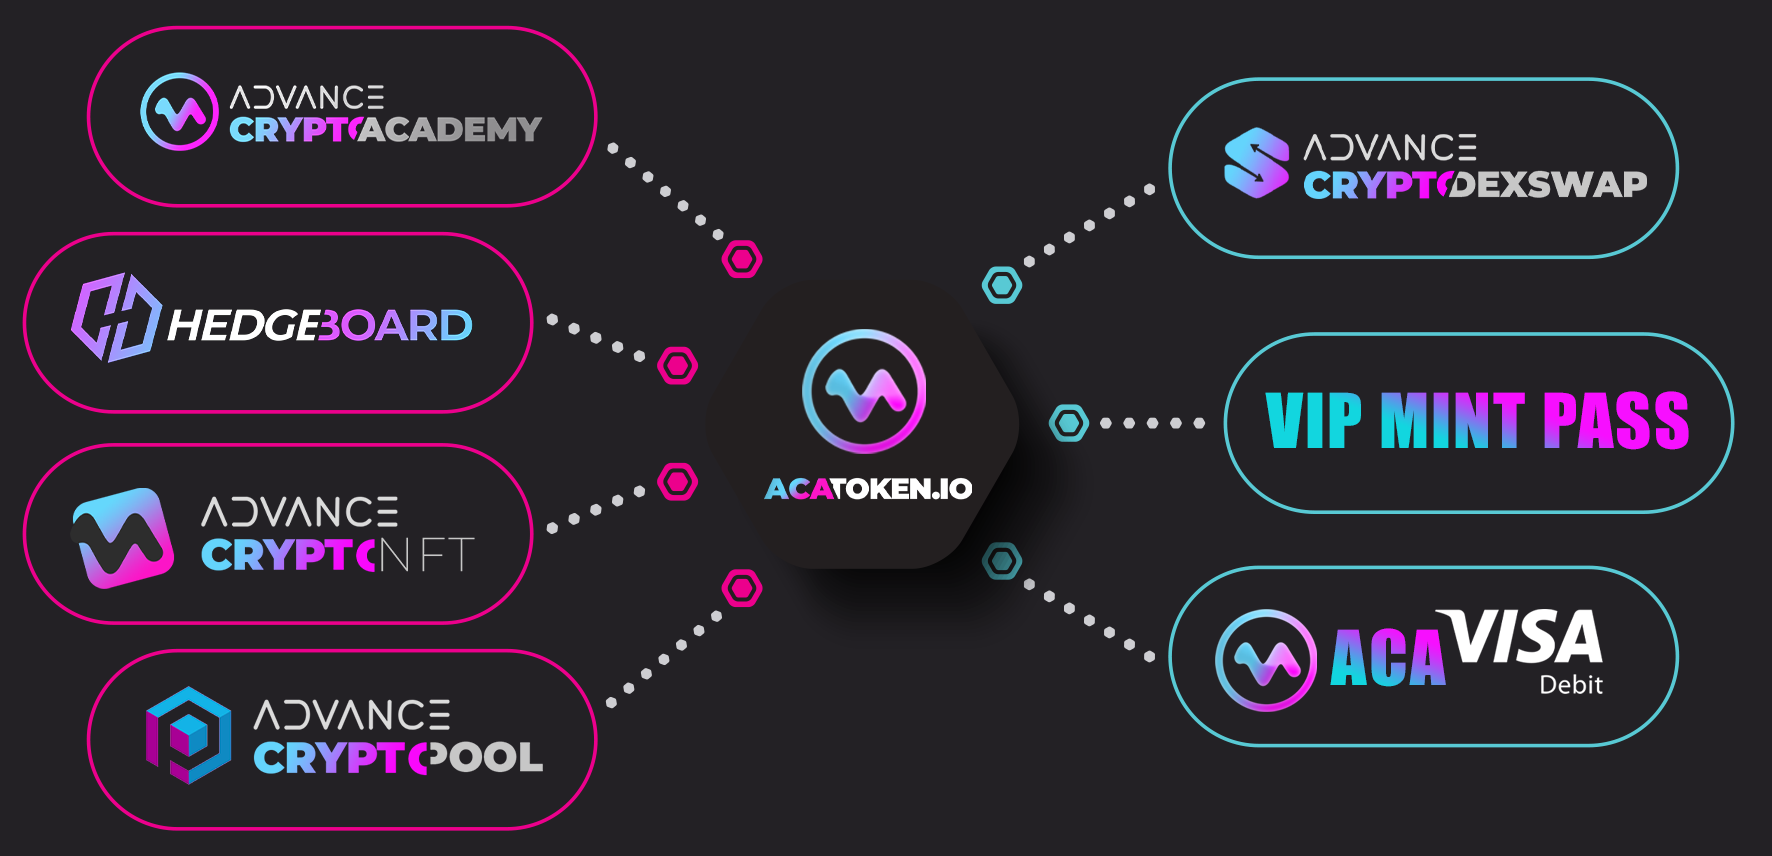 ADVANCE
CRYPTOACADEMY
HEDGEBOARD
ADVANCE
CRYPTONFT
ADVANCE
CRYPTOPOOL
ACATOKEN.IO
ADVANCE
CRYPTODEXSWAP
VIP MINT PASS
ACA VISA
Debit